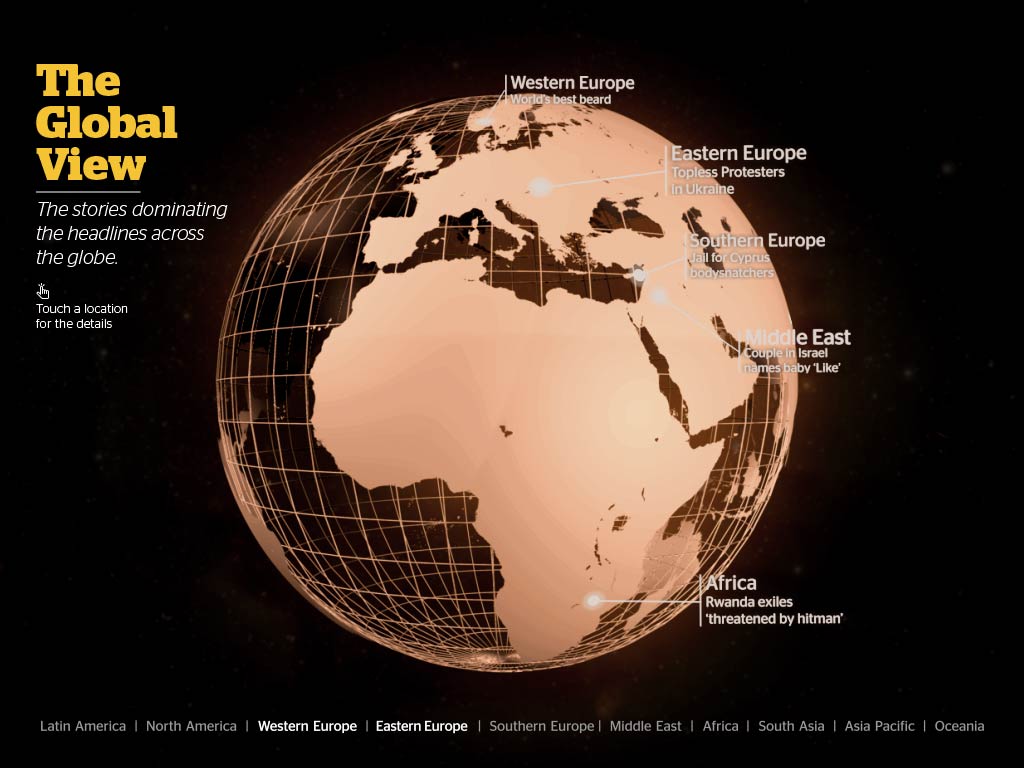 The
Global
View
The stories dominating
the headlines across
the globe.
Touch a location
for the details
Western Europe
World's best beard
Eastern Europe
Topless Protesters
in Ukraine
Southern Europe
Jail for Cyprus
bodysnatchers
Middle East
Couple in Israel
names baby 'Like'
Africa
Rwanda exiles
'threatened by hitman'
Latin America | North America | Western Europe | Eastern Europe | Southern Europe | Middle East | Africa | South Asia | Asia Pacific | Oceania